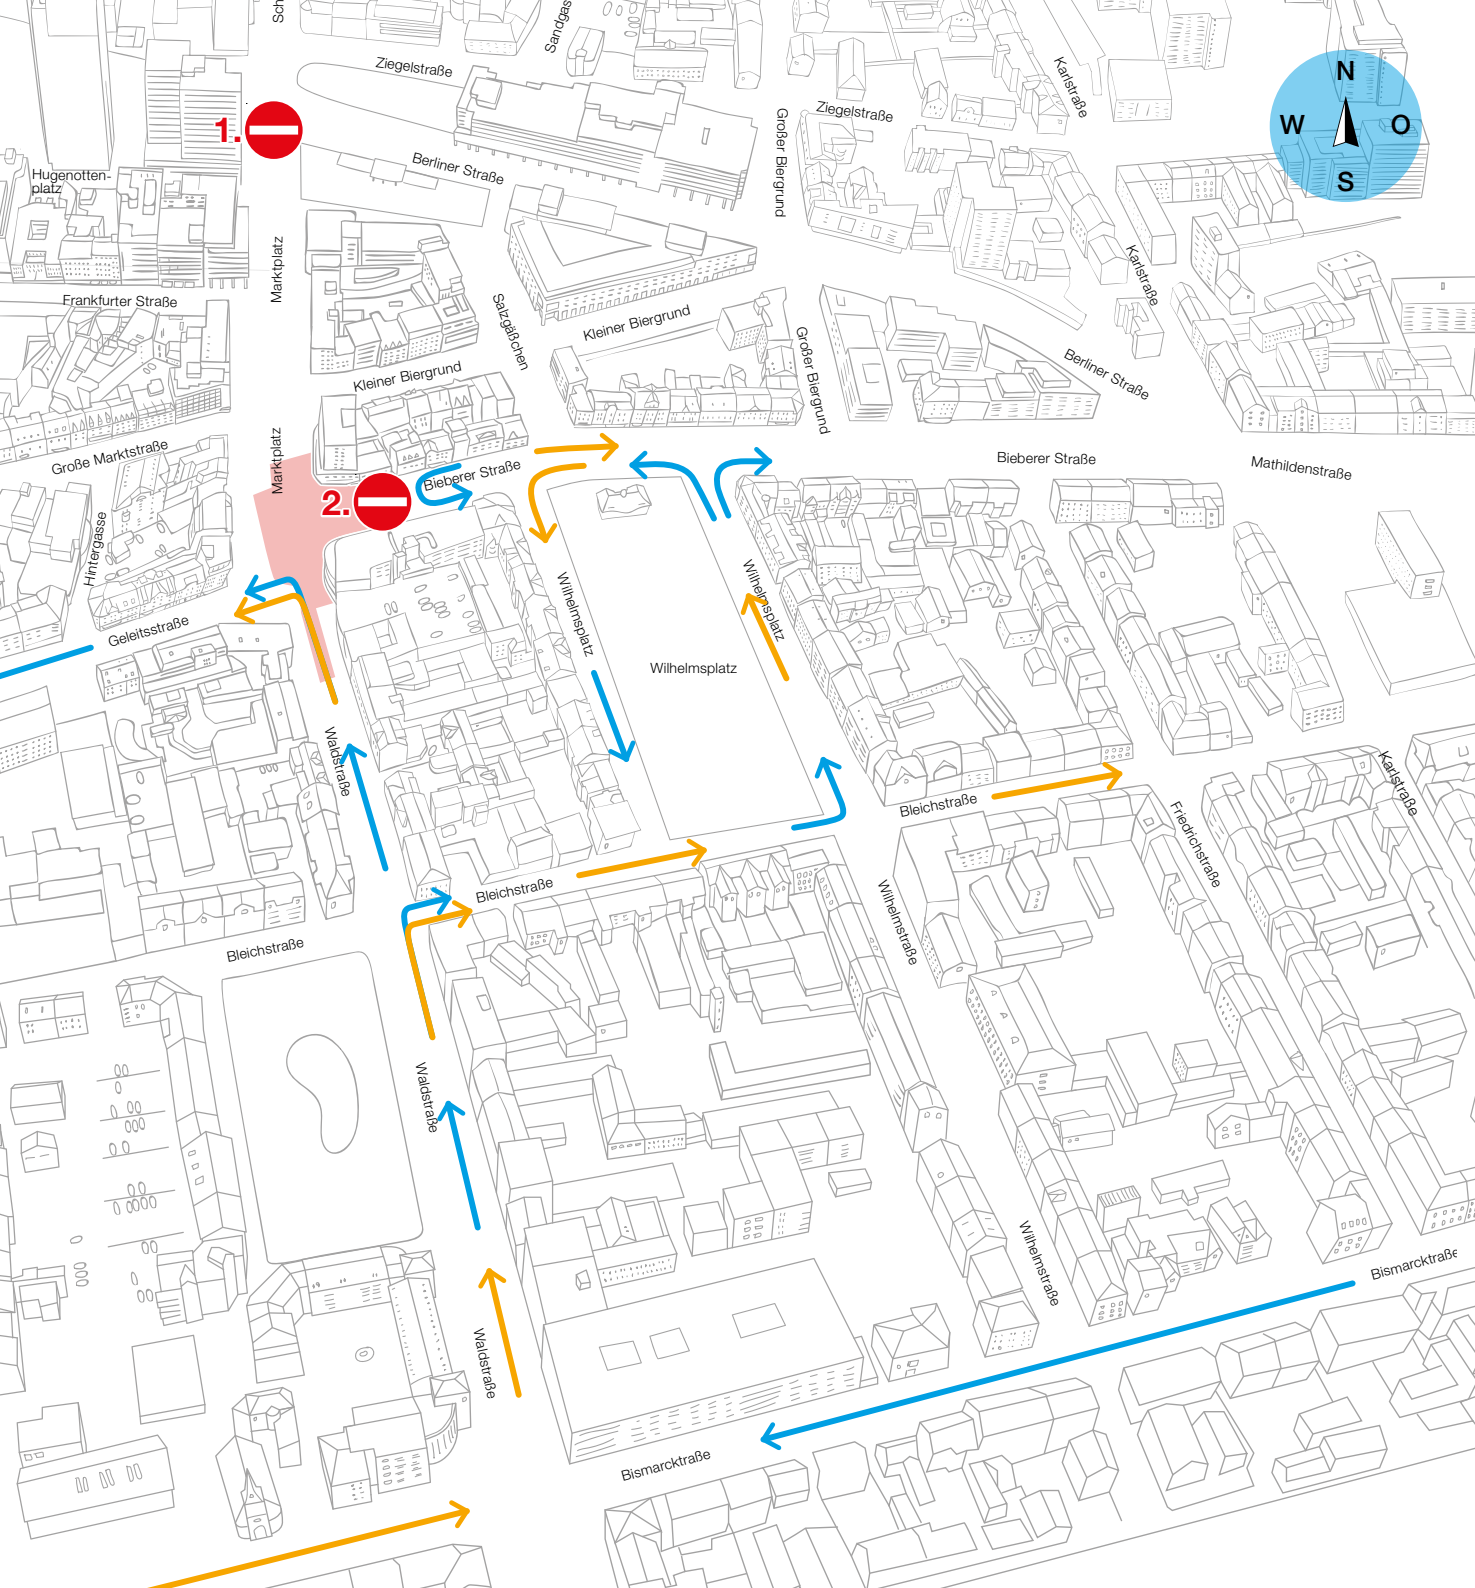 Sandgas
Sch
Ziegelstraße
Karlstraße
N
W
O
S
1.
Ziegelstraße
Großer Biergrund
Berliner Straße
Hugenotten-
platz
Marktplatz
Karlstraße
Frankfurter Straße
Salzgäßchen
Kleiner Biergrund
Großer Biergrund
Berliner Straße
Kleiner Biergrund
Große Marktstraße
Marktplatz
Bieberer Straße
Bieberer Straße
Mathildenstraße
2.
Hintergasse
Wilhelmsplatz
Wilhelmsplatz
Geleitsstraße
Wilhelmsplatz
Waldstraße
Karlstraße
Bleichstraße
Friedrichstraße
Bleichstraße
Wilhelmstraße
Bleichstraße
Waldstraße
Wilhelmstraße
Bismarcktraße
Waldstraße
Bismarcktraße